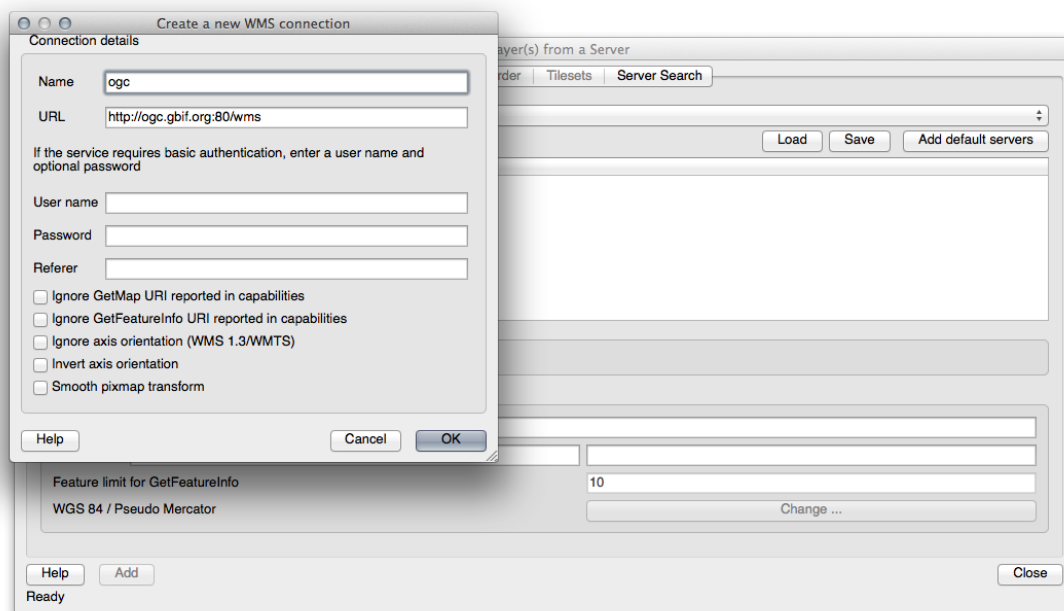 Create a new WMS connection
Connection details
Name ogc
URL http://ogc.gbif.org:80/wms
If the service requires basic authentication, enter a user name and
optional password
User name
Password
Referer
Ignore GetMap URI reported in capabilities
Ignore GetFeatureInfo URI reported in capabilities
Ignore axis orientation (WMS 1.3/WMTS)
Invert axis orientation
Smooth pixmap transform
Help Cancel OK
ayer(s) from a Server
rder Tilesets Server Search
Load Save Add default servers
Feature limit for GetFeatureInfo 10
WGS 84 / Pseudo Mercator Change ...
Help Add Close
Ready